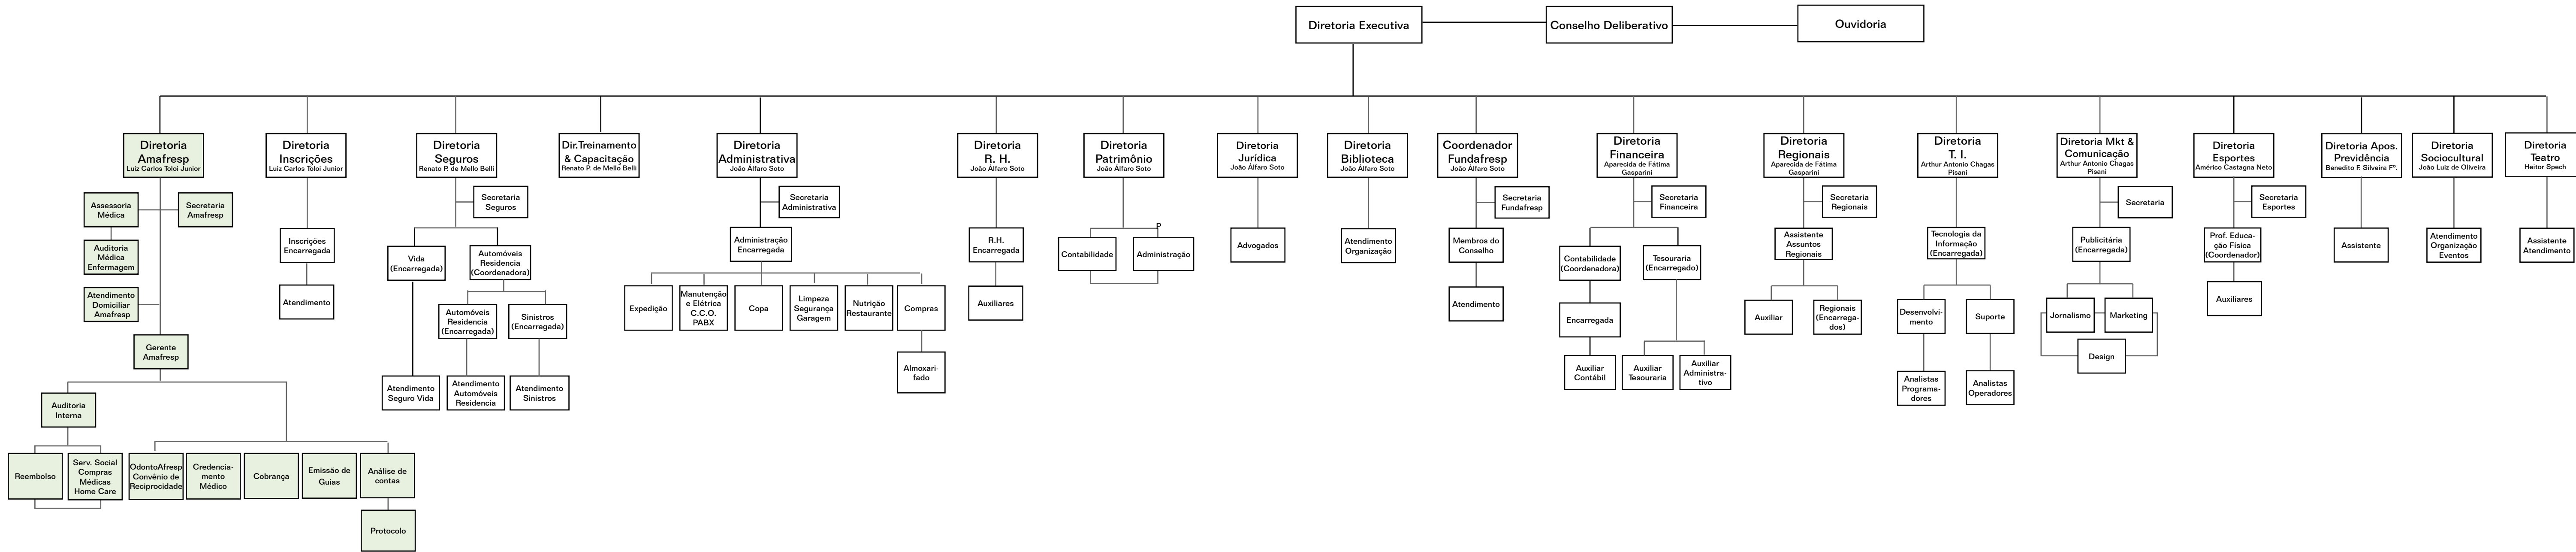 Diretoria Executiva
Conselho Deliberativo
Ouvidoria
Diretoria
Amafresp
Luiz Carlos Toloi Junior
Diretoria
Inscrições
Luiz Carlos Toloi Junior
Diretoria
Seguros
Renato P. de Mello Belli
Dir.Treinamento
& Capacitação
Renato P. de Mello Belli
Diretoria
Administrativa
João Álfaro Soto
Diretoria
R. H.
João Álfaro Soto
Diretoria
Patrimônio
João Álfaro Soto
Diretoria
Jurídica
João Álfaro Soto
Diretoria
Biblioteca
João Álfaro Soto
Coordenador
Fundafresp
João Álfaro Soto
Diretoria
Financeira
Aparecida de Fátima
Gasparini
Diretoria
Regionais
Aparecida de Fátima
Gasparini
Diretoria
T. I.
Arthur Antonio Chagas
Pisani
Diretoria Mkt &
Comunicação
Arthur Antonio Chagas
Pisani
Diretoria
Esportes
Américo Castagna Neto
Diretoria Apos.
Previdência
Benedito F. Silveira Fº.
Diretoria
Sociocultural
João Luiz de Oliveira
Diretoria
Teatro
Heitor Spech
Assessoria
Médica
Secretaria
Amafresp
Auditoria
Médica
Enfermagem
Atendimento
Domiciliar
Amafresp
Gerente
Amafresp
Auditoria
Interna
Reembolso
Serv. Social
Compras
Médicas
Home Care
OdontoAfresp
Convênio de
Reciprocidade
Credencia-
mento
Médico
Cobrança
Emissão de
Guias
Análise de
contas
Protocolo
Inscrições
Encarregada
Atendimento
Secretaria
Seguros
Vida
(Encarregada)
Automóveis
Residencia
(Coordenadora)
Automóveis
Residencia
(Encarregada)
Sinistros
(Encarregada)
Atendimento
Seguro Vida
Atendimento
Automóveis
Residencia
Atendimento
Sinistros
Secretaria
Administrativa
Administração
Encarregada
Expedição
Manutenção
e Elétrica
C.C.O.
PABX
Copa
Limpeza
Segurança
Garagem
Nutrição
Restaurante
Compras
Almoxari-
fado
R.H.
Encarregada
Auxiliares
P
Contabilidade
Administração
Advogados
Atendimento
Organização
Secretaria
Fundafresp
Membros do
Conselho
Atendimento
Secretaria
Financeira
Contabilidade
(Coordenadora)
Tesouraria
(Encarregado)
Encarregada
Auxiliar
Contábil
Auxiliar
Tesouraria
Auxiliar
Administra-
tivo
Secretaria
Regionais
Assistente
Assuntos
Regionais
Auxiliar
Regionais
(Encarrega-
dos)
Tecnologia da
Informação
(Encarregada)
Desenvolvi-
mento
Suporte
Analistas
Programa-
dores
Analistas
Operadores
Secretaria
Publicitária
(Encarregada)
Jornalismo
Marketing
Design
Secretaria
Esportes
Prof. Educa-
ção Física
(Coordenador)
Auxiliares
Assistente
Atendimento
Organização
Eventos
Assistente
Atendimento